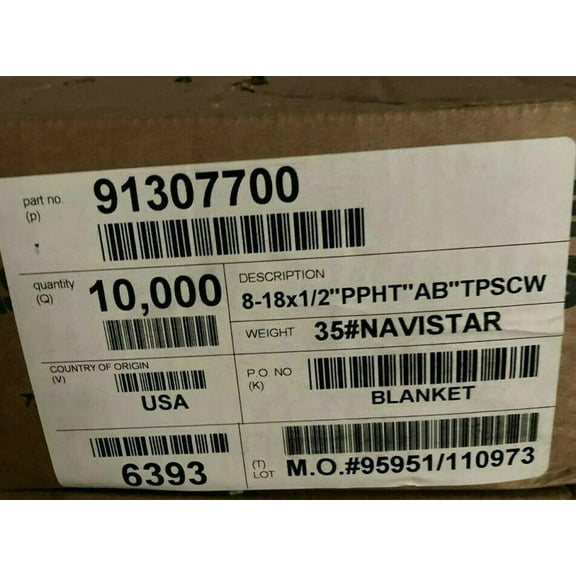 part no.
(p)
91307700
quantity
(Q)
10,000
DESCRIPTION
8-18x1/2"PPHT"AB"TPSCW
WEIGHT 35#NAVISTAR
COUNTRY OF ORIGIN
(V)
USA
P.O. NO
(K)
BLANKET
6393
(T)
LOT
M.O.#95951/110973